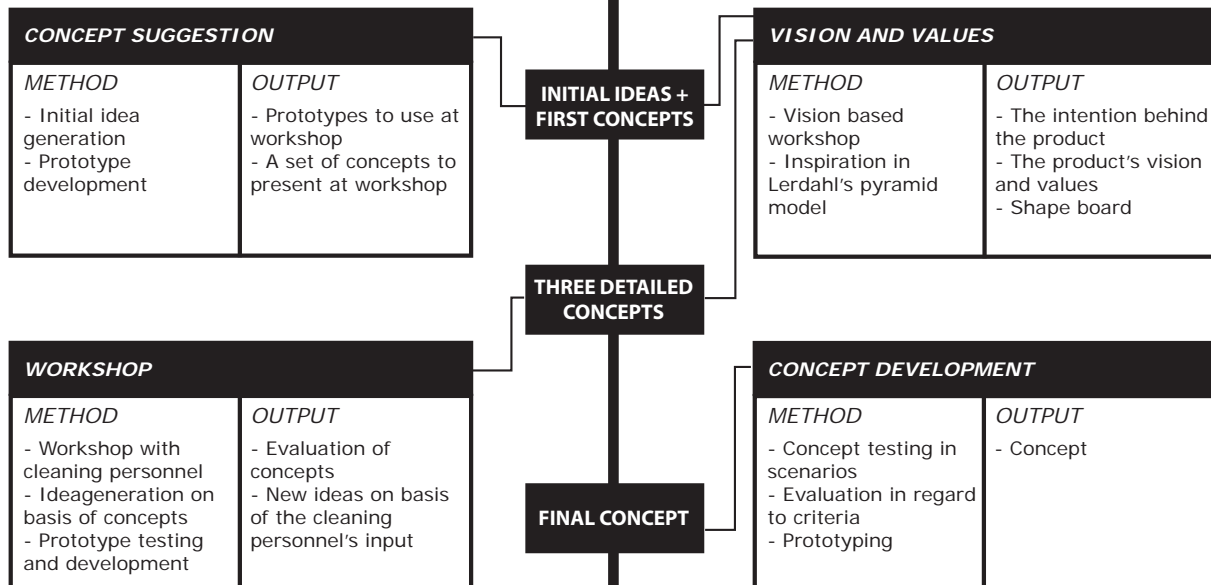 CONCEPT SUGGESTION
METHOD
- Initial idea
generation
- Prototype
development
OUTPUT
- Prototypes to use at
workshop
- A set of concepts to
present at workshop
INITIAL IDEAS +
FIRST CONCEPTS
VISION AND VALUES
METHOD
- Vision based
workshop
- Inspiration in
Lerdahl's pyramid
model
OUTPUT
- The intention behind
the product
- The product's vision
and values
- Shape board
THREE DETAILED
CONCEPTS
WORKSHOP
METHOD
- Workshop with
cleaning personnel
- Ideageneration on
basis of concepts
- Prototype testing
and development
OUTPUT
- Evaluation of
concepts
- New ideas on basis
of the cleaning
personnel's input
FINAL CONCEPT
CONCEPT DEVELOPMENT
METHOD
- Concept testing in
scenarios
- Evaluation in regard
to criteria
- Prototyping
OUTPUT
- Concept